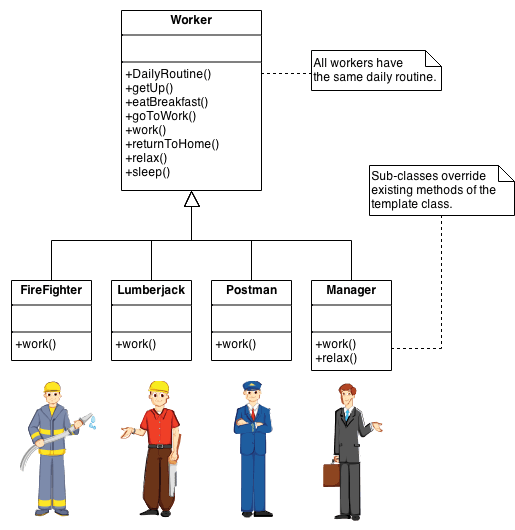 Worker
+DailyRoutine()
+getUp()
+eatBreakfast()
+goToWork()
+work()
+returnToHome()
+relax()
+sleep()
All workers have
the same daily routine.
Sub-classes override
existing methods of the
template class.
FireFighter
+work()
Lumberjack
+work()
Postman
+work()
Manager
+work()
+relax()